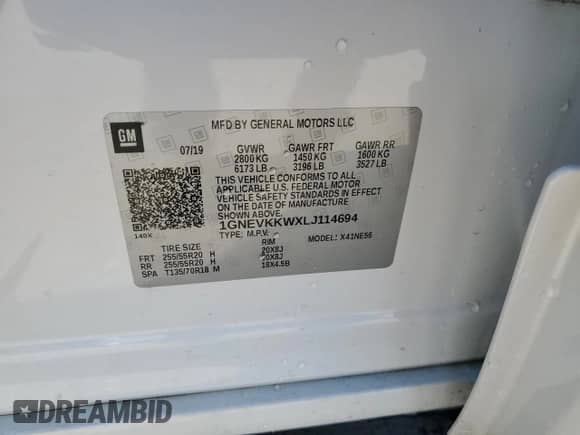 GM
MFD BY GENERAL MOTORS LLC
07/19 GVWR GAWR FRT GAWR RR
2800 KG 1450 KG 1600 KG
6173 LB 3196 LB 3527 LB
THIS VEHICLE CONFORMS TO ALL
APPLICABLE U.S. FEDERAL MOTOR
VEHICLE SAFETY STANDARDS IN EFFECT
ON THE DATE OF MANUFACTURE SHOWN ABOVE.
1GNEVKKWXLJ114694
140X TYPE: M.P.V. MODEL: X41NE56
TIRE SIZE RIM
FRT 255/55R20 H 20X8J
RR 255/55R20 H 20X8J
SPA T135/70R18 M 18X4.5B
DREAMBID